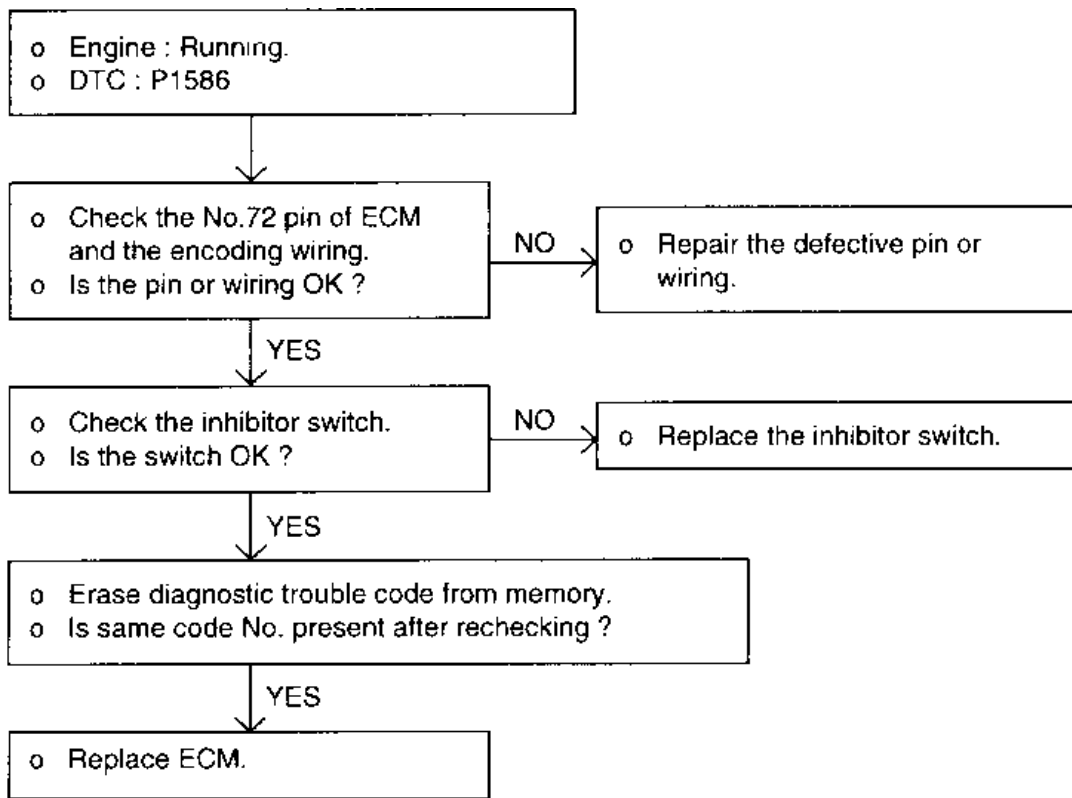 o Engine : Running.
o DTC : P1586
o Check the No.72 pin of ECM
and the encoding wiring.
o Is the pin or wiring OK ?
NO
o Repair the defective pin or
wiring.
YES
o Check the inhibitor switch.
o Is the switch OK ?
NO
o Replace the inhibitor switch.
YES
o Erase diagnostic trouble code from memory.
o Is same code No. present after rechecking ?
YES
o Replace ECM.